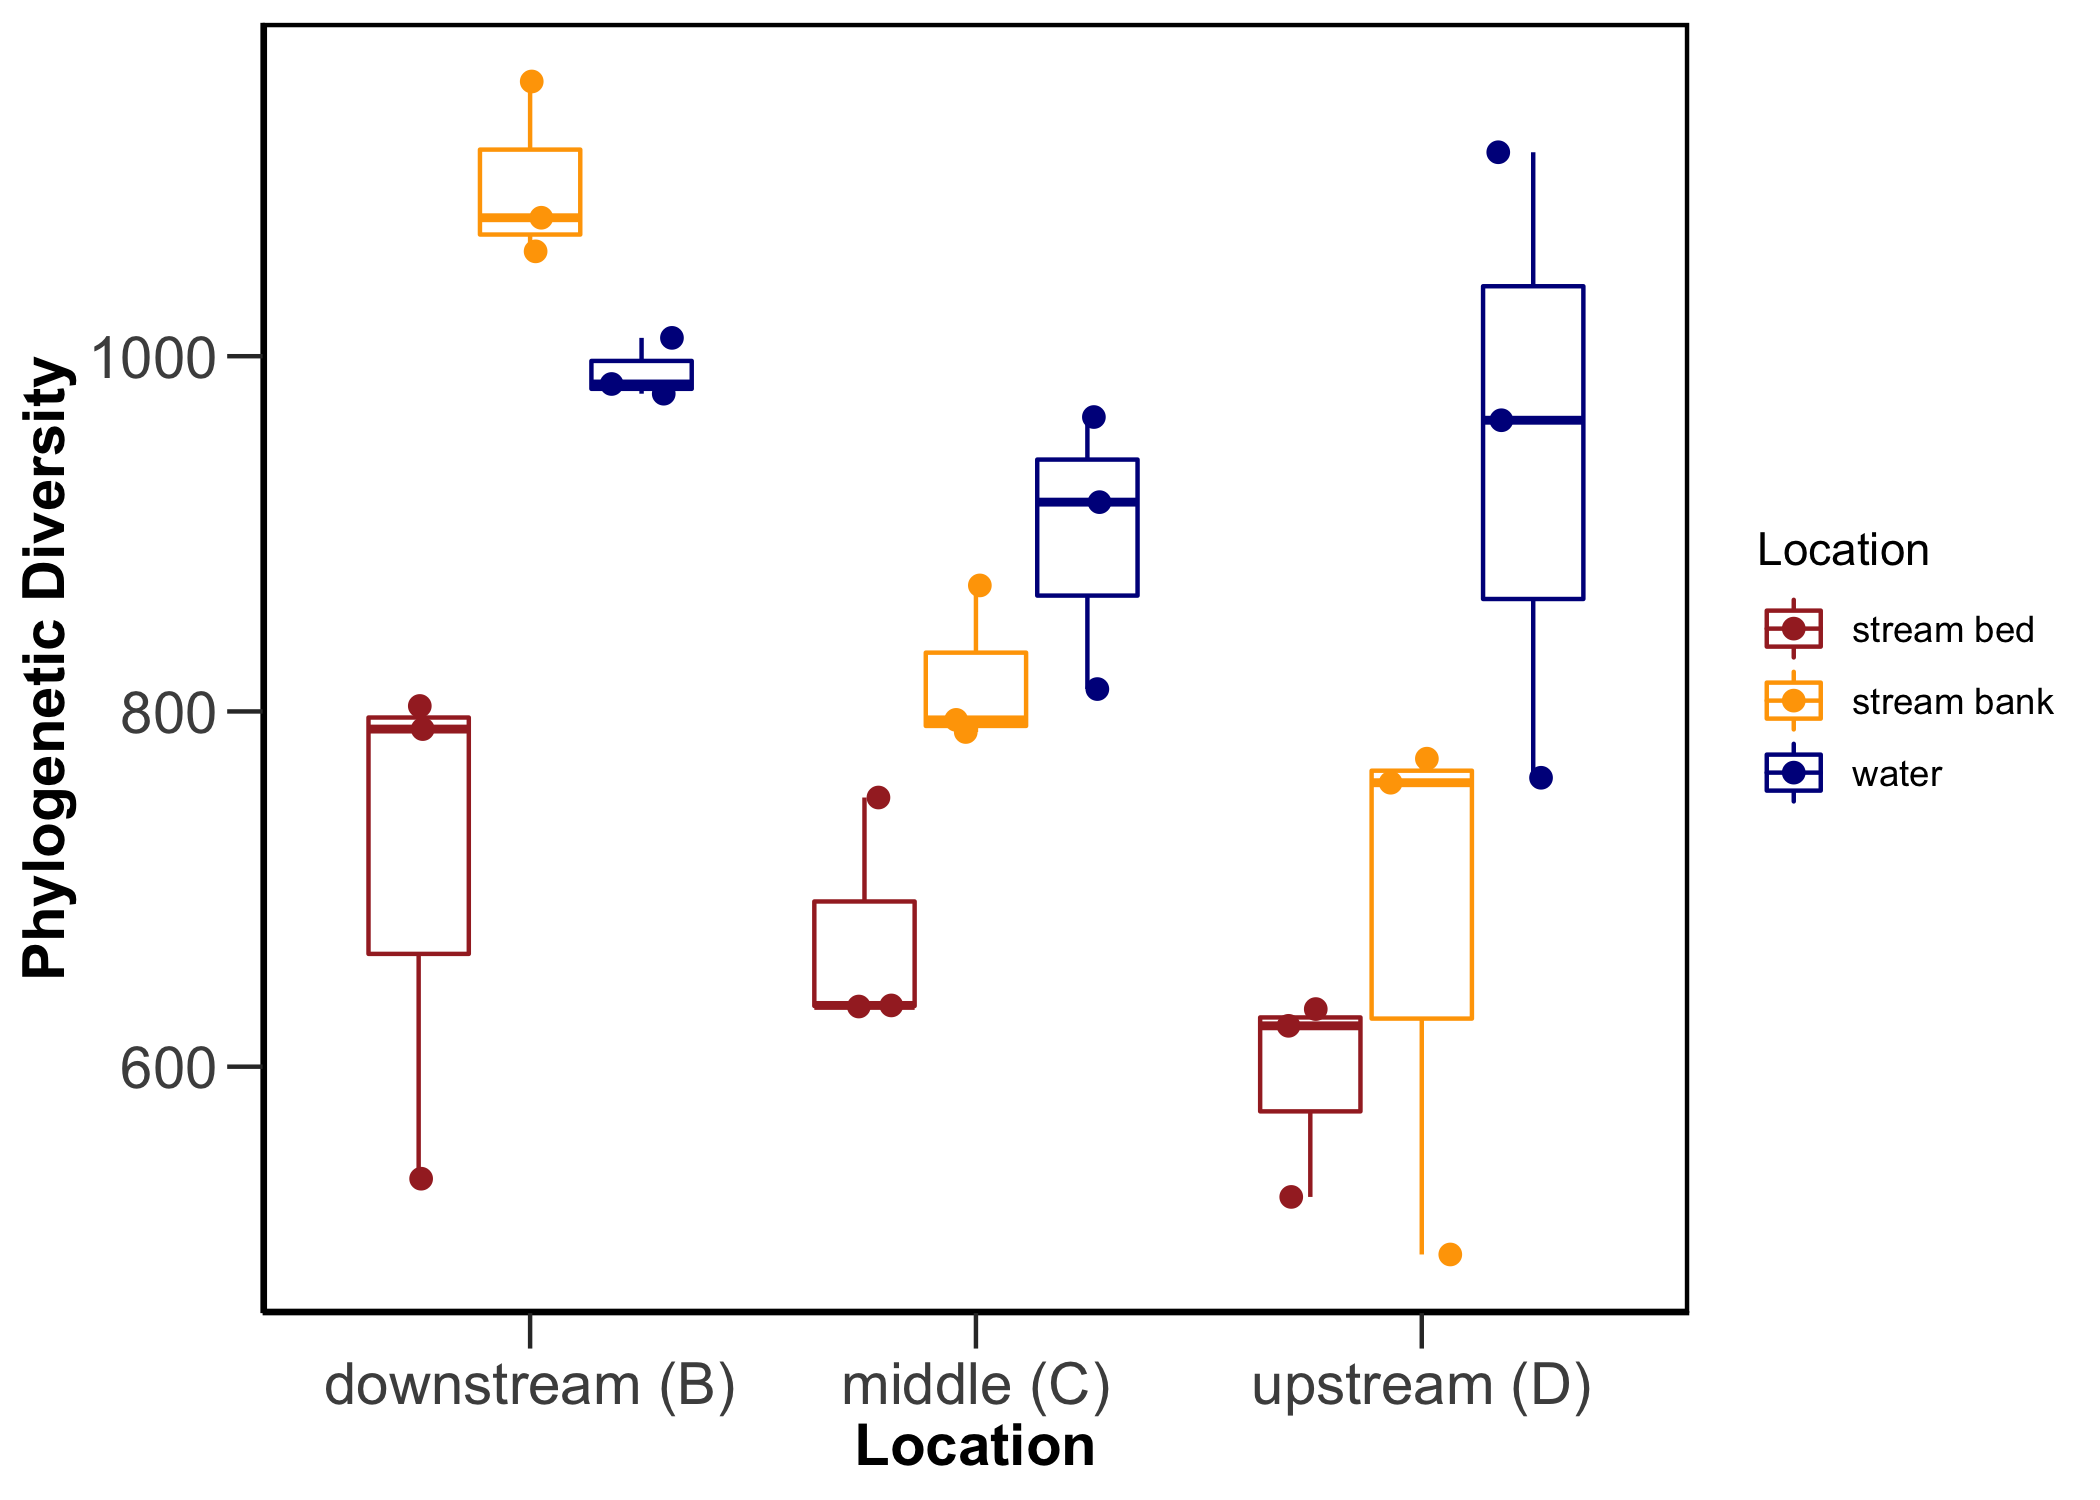 Phylogenetic Diversity
1000
800
600
downstream (B)
middle (C)
upstream (D)
Location
Location
stream bed
stream bank
water